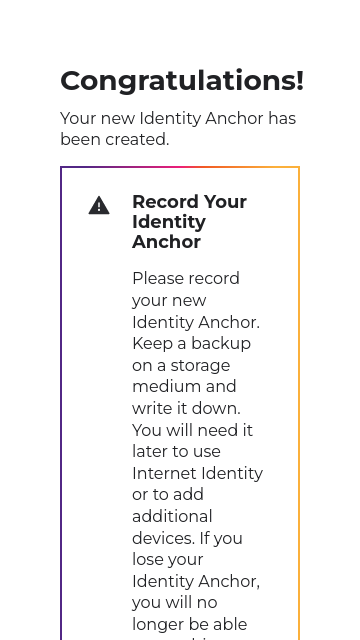 Congratulations!
Your new Identity Anchor has
been created.
Record Your
Identity
Anchor
Please record
your new
Identity Anchor.
Keep a backup
on a storage
medium and
write it down.
You will need it
later to use
Internet Identity
or to add
additional
devices. If you
lose your
Identity Anchor,
you will no
longer be able